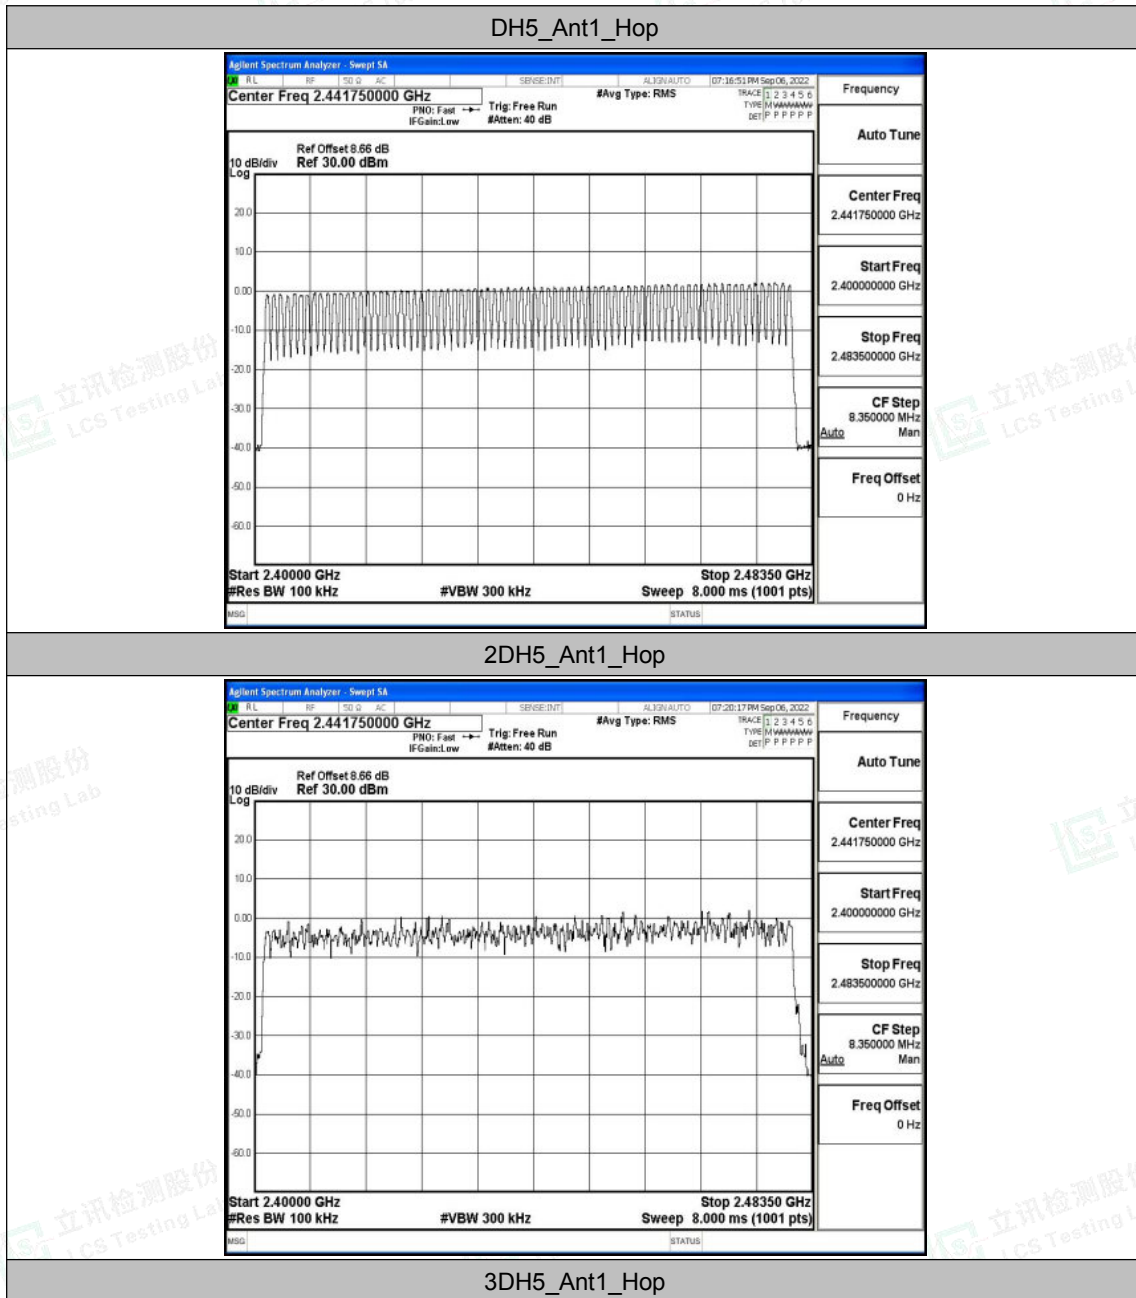 DH5_Ant1_Hop
Agilent Spectrum Analyzer - Swept SA
RL RF 50 Ω AC SENSE:INT ALIGNAUTO 07:16:51 PM Sep 06, 2022
Center Freq 2.441750000 GHz
PNO: Fast
IFGain:Low
Trig: Free Run
#Atten: 40 dB
#Avg Type: RMS
TRACE 1 2 3 4 5 6
TYPE M WWWWW
DET P P P P P P
Ref Offset 8.66 dB
10 dB/div Ref 30.00 dBm
Log
20.0
10.0
0.00
-10.0
-20.0
-30.0
-40.0
-50.0
-60.0
Start 2.40000 GHz Stop 2.48350 GHz
#Res BW 100 kHz #VBW 300 kHz Sweep 8.000 ms (1001 pts)
MSG STATUS
Frequency
Auto Tune
Center Freq
2.441750000 GHz
Start Freq
2.400000000 GHz
Stop Freq
2.483500000 GHz
CF Step
8.350000 MHz
Auto Man
Freq Offset
0 Hz
2DH5_Ant1_Hop
Agilent Spectrum Analyzer - Swept SA
RL RF 50 Ω AC SENSE:INT ALIGNAUTO 07:20:17 PM Sep 06, 2022
Center Freq 2.441750000 GHz
PNO: Fast
IFGain:Low
Trig: Free Run
#Atten: 40 dB
#Avg Type: RMS
TRACE 1 2 3 4 5 6
TYPE M WWWWW
DET P P P P P P
Ref Offset 8.66 dB
10 dB/div Ref 30.00 dBm
Log
20.0
10.0
0.00
-10.0
-20.0
-30.0
-40.0
-50.0
-60.0
Start 2.40000 GHz Stop 2.48350 GHz
#Res BW 100 kHz #VBW 300 kHz Sweep 8.000 ms (1001 pts)
MSG STATUS
Frequency
Auto Tune
Center Freq
2.441750000 GHz
Start Freq
2.400000000 GHz
Stop Freq
2.483500000 GHz
CF Step
8.350000 MHz
Auto Man
Freq Offset
0 Hz
3DH5_Ant1_Hop
立讯检测股份
LCS Testing Lab